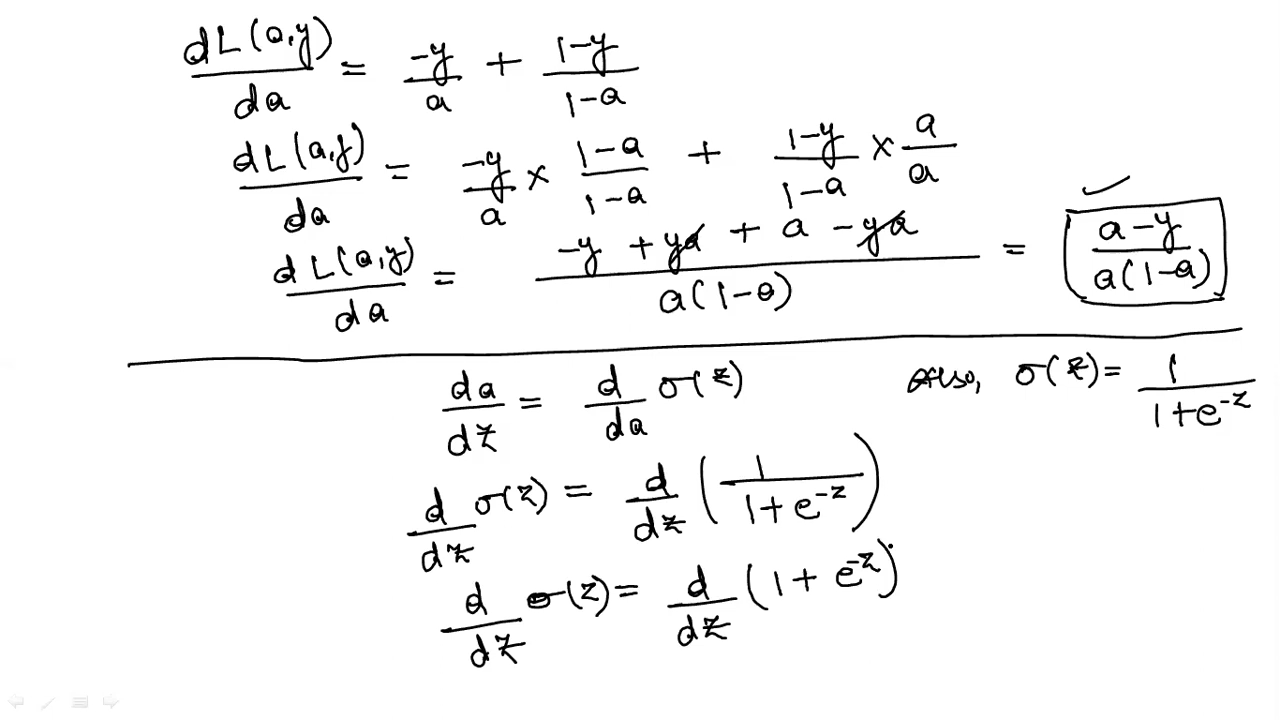 dL(a,y)/da = -y/a + 1-y/1-a
dL(a,y)/da = -y/a × 1-a/1-a + 1-y/1-a × a/a
dL(a,y)/da = -y + ya + a - ya/a(1-a) = a-y/a(1-a)
da/dz = d/da σ(z) Also, σ(z) = 1/1+e^-z
d/dz σ(z) = d/dz (1/1+e^-z)
d/dz σ(z) = d/dz (1 + e^-z)